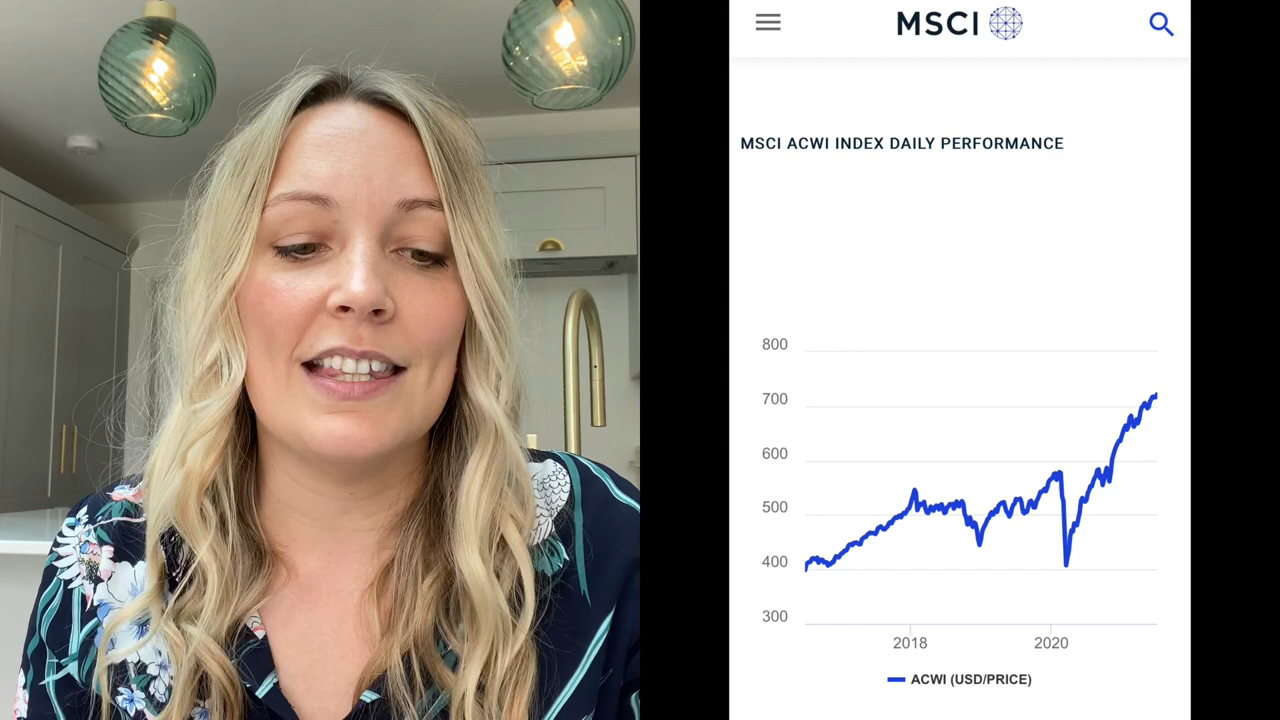 MSCI
MSCI ACWI INDEX DAILY PERFORMANCE
800
700
600
500
400
300
2018
2020
ACWI (USD/PRICE)